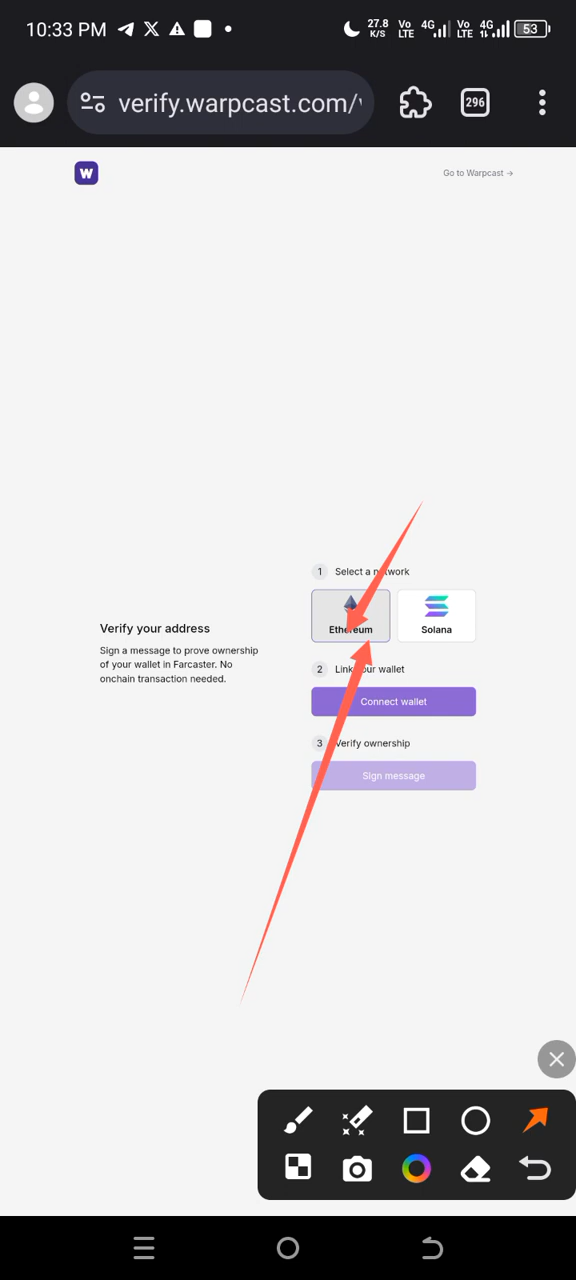 10:33 PM
27.8 K/S
Vo LTE 4G Vo LTE 4G 53
verify.warpcast.com/
296
W
Go to Warpcast →
1 Select a network
Ethereum Solana
Verify your address
Sign a message to prove ownership
of your wallet in Farcaster. No
onchain transaction needed.
2 Link your wallet
Connect wallet
3 Verify ownership
Sign message